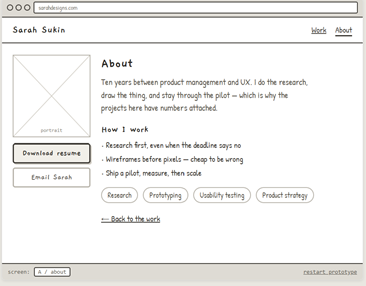 sarahdesigns.com
Sarah Sukin
Work
About
portrait
Download resume
Email Sarah
About
Ten years between product management and UX. I do the research,
draw the thing, and stay through the pilot — which is why the
projects here have numbers attached.
How I work
· Research first, even when the deadline says no
· Wireframes before pixels — cheap to be wrong
· Ship a pilot, measure, then scale
Research
Prototyping
Usability testing
Product strategy
← Back to the work
screen:
A / about
restart prototype